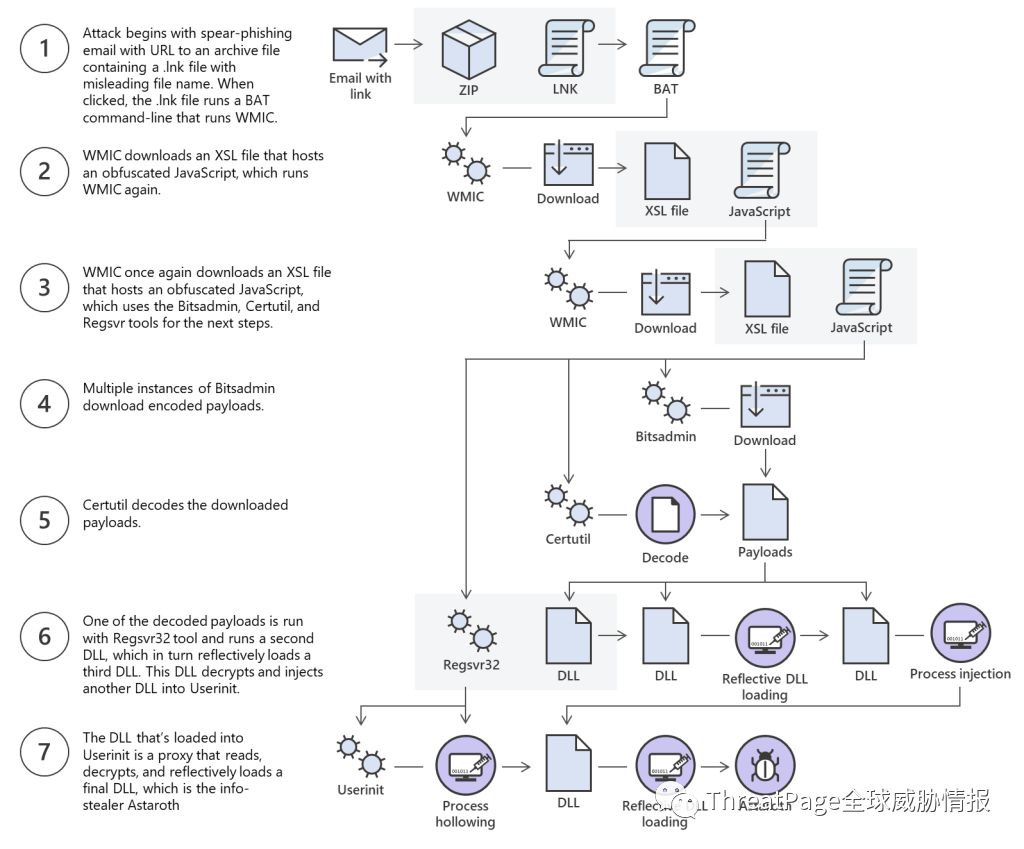 1
Attack begins with spear-phishing
email with URL to an archive file
containing a .lnk file with
misleading file name. When
clicked, the .lnk file runs a BAT
command-line that runs WMIC.
Email with
link
ZIP
LNK
BAT
2
WMIC downloads an XSL file that hosts
an obfuscated JavaScript, which runs
WMIC again.
WMIC
Download
XSL file
JavaScript
3
WMIC once again downloads an XSL file
that hosts an obfuscated JavaScript,
which uses the Bitsadmin, Certutil, and
Regsvr tools for the next steps.
WMIC
Download
XSL file
JavaScript
4
Multiple instances of Bitsadmin
download encoded payloads.
Bitsadmin
Download
5
Certutil decodes the downloaded
payloads.
Certutil
Decode
Payloads
6
One of the decoded payloads is run
with Regsvr32 tool and runs a second
DLL, which in turn reflectively loads a
third DLL. This DLL decrypts and injects
another DLL into Userinit.
Regsvr32
DLL
DLL
001011
Reflective DLL
loading
DLL
001011
Process injection
7
The DLL that's loaded into
Userinit is a proxy that reads,
decrypts, and reflectively loads a
final DLL, which is the info-
stealer Astaroth
Userinit
001011
Process
hollowing
DLL
001011
Reflective DLL
loading
Astaroth
ThreatPage全球威胁情报